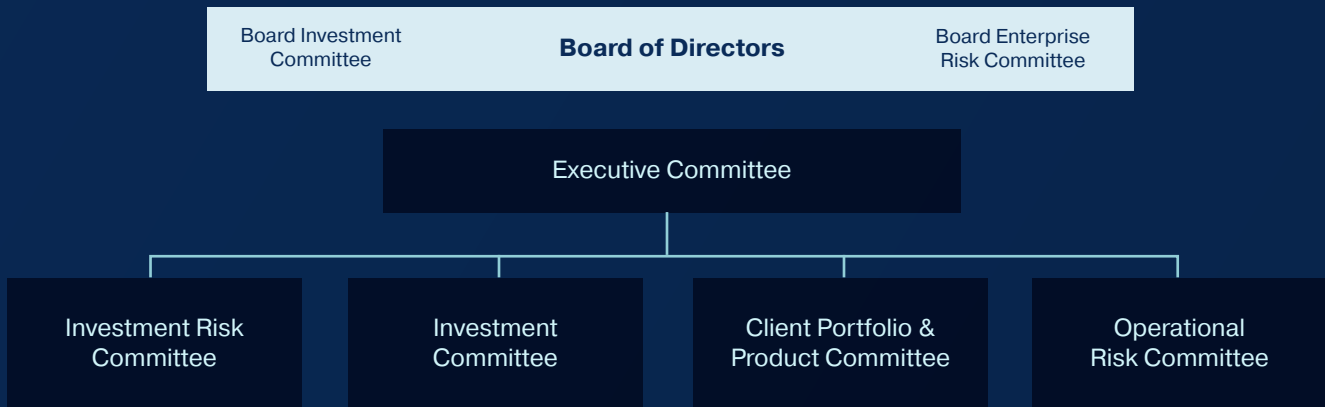 Board Investment
Committee
Board of Directors
Board Enterprise
Risk Committee
Executive Committee
Investment Risk
Committee
Investment
Committee
Client Portfolio &
Product Committee
Operational
Risk Committee